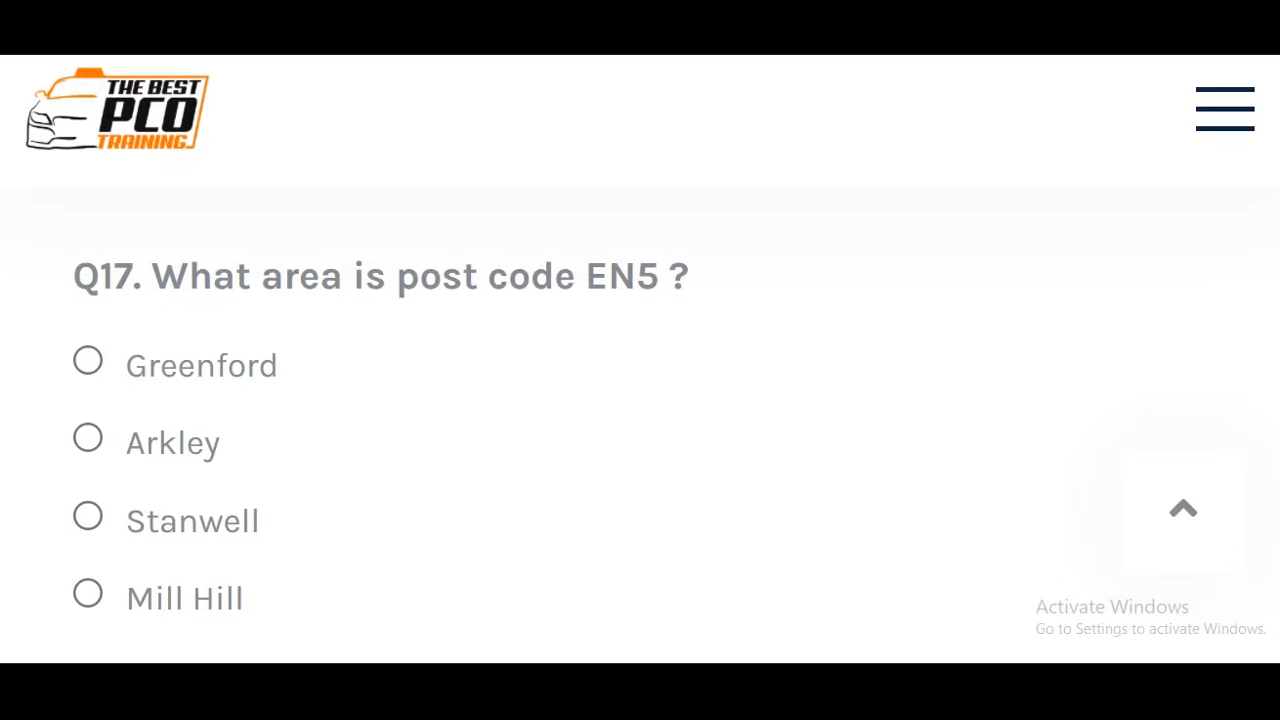 THE BEST
PCO
TRAINING
Q17. What area is post code EN5 ?
Greenford
Arkley
Stanwell
Mill Hill
Activate Windows
Go to Settings to activate Windows.